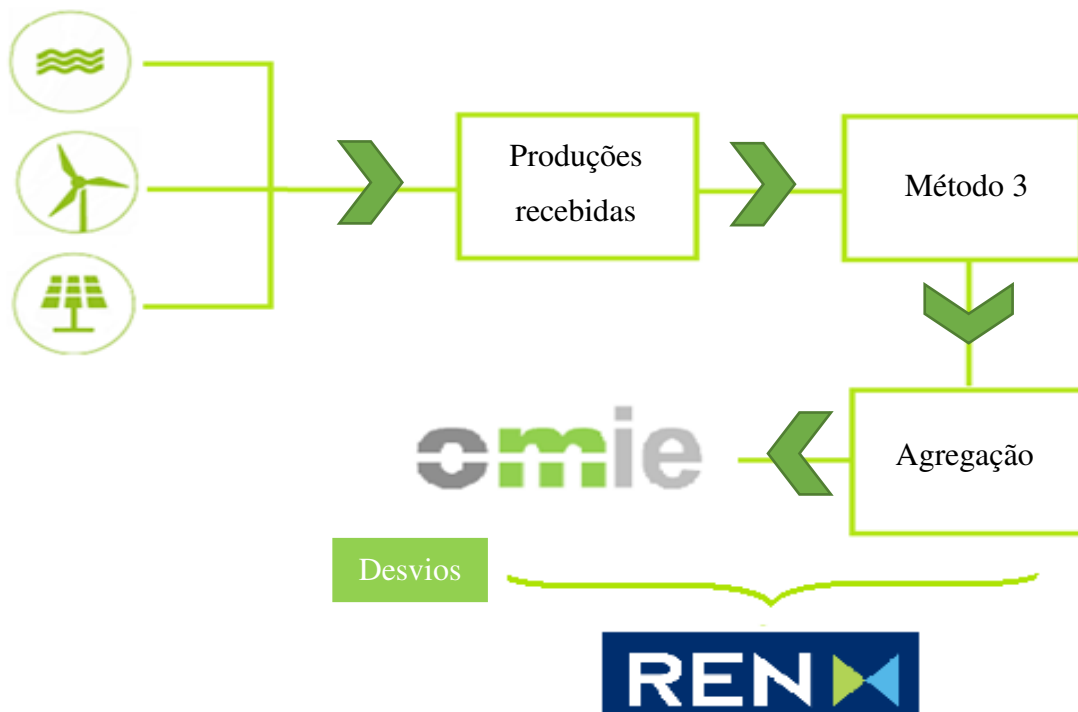 Produções
recebidas
Método 3
omie
Agregação
Desvios
REN